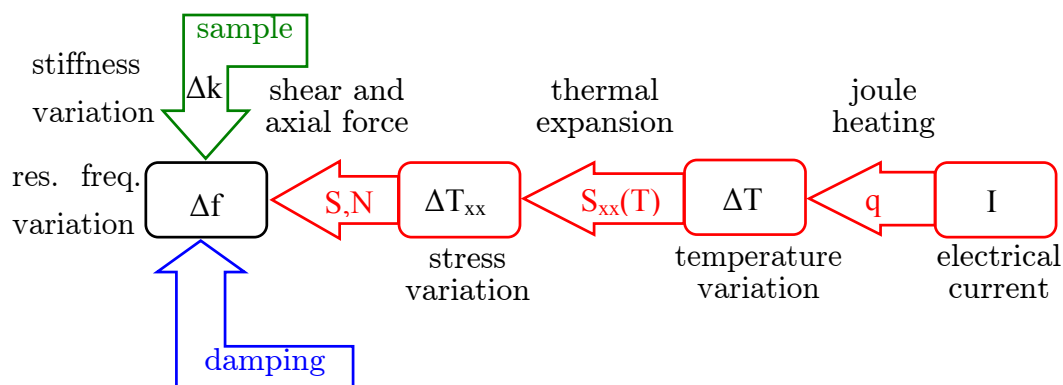 sample
stiffness
variation
Δk
shear and
axial force
thermal
expansion
joule
heating
res. freq.
variation
Δf
S,N
ΔTxx
Sxx(T)
ΔT
q
I
stress
variation
temperature
variation
electrical
current
damping